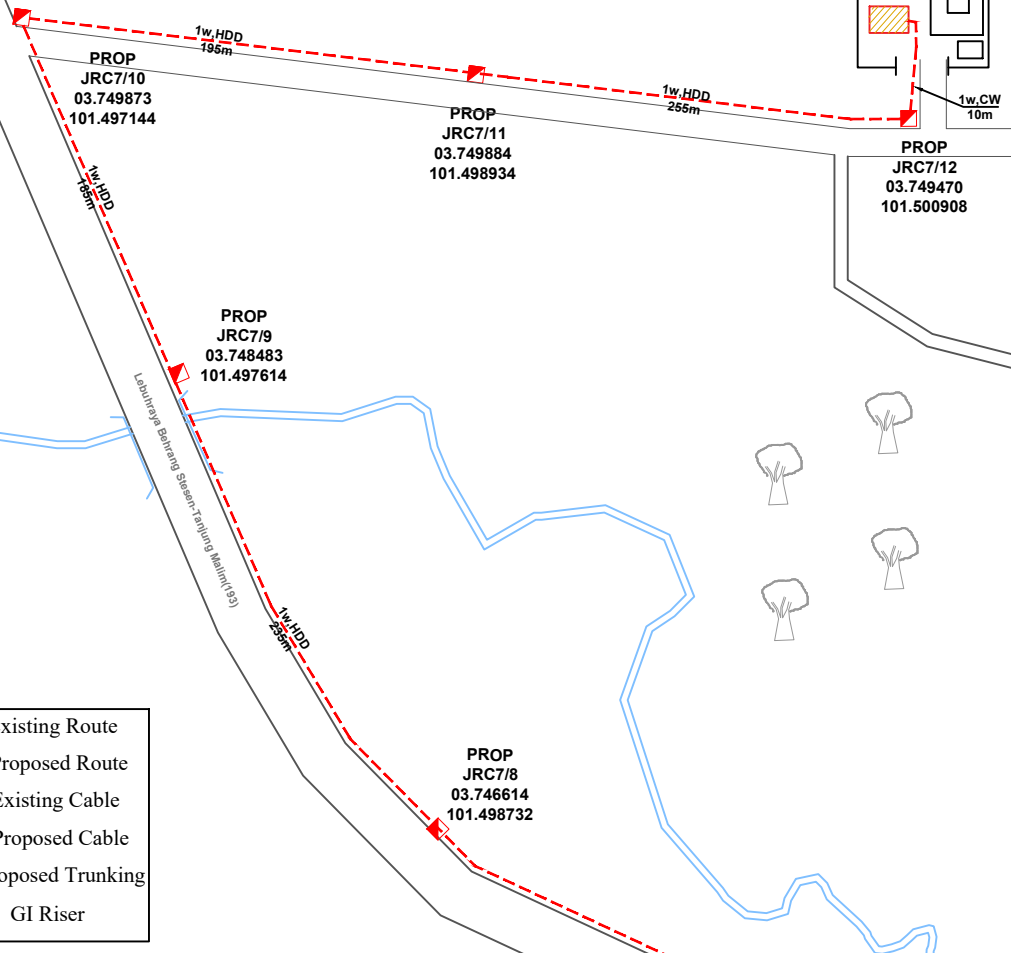 1w,HDD
195m
PROP
JRC7/10
03.749873
101.497144
1w,HDD
255m
1w,CW
10m
PROP
JRC7/11
03.749884
101.498934
PROP
JRC7/12
03.749470
101.500908
1w,HDD
185m
PROP
JRC7/9
03.748483
101.497614
Lebuhraya Behrang Stesen-Tanjung Malim(193)
1w,HDD
235m
PROP
JRC7/8
03.746614
101.498732
xisting Route
roposed Route
Existing Cable
Proposed Cable
oposed Trunking
GI Riser